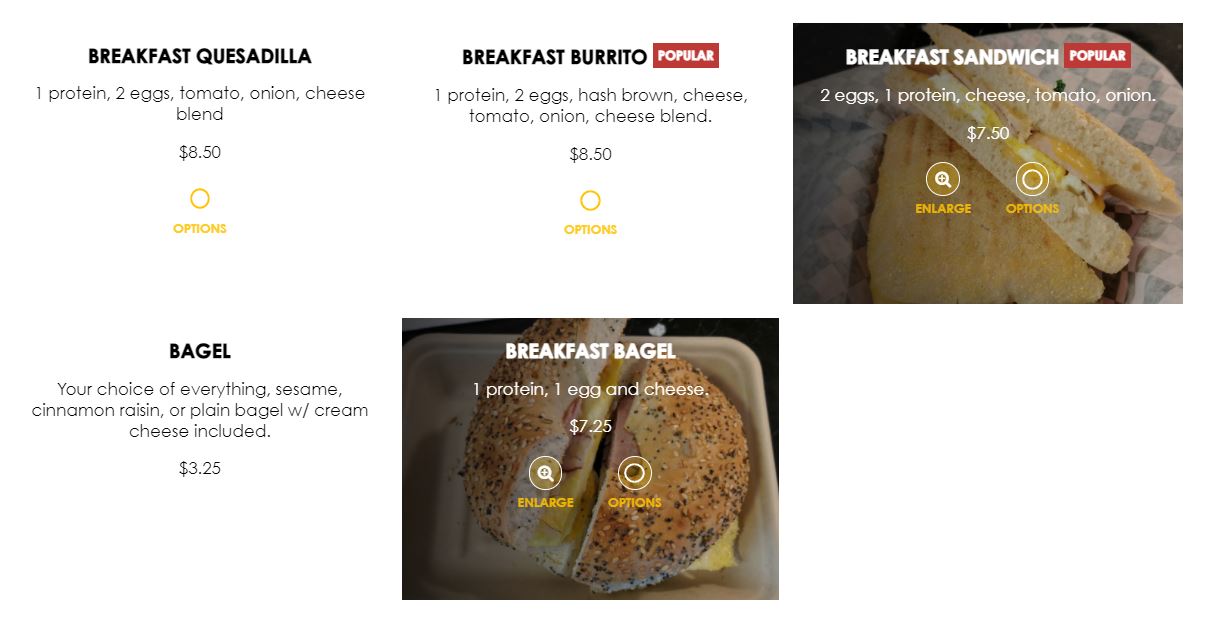 BREAKFAST QUESADILLA
1 protein, 2 eggs, tomato, onion, cheese
blend
$8.50
OPTIONS
BREAKFAST BURRITO POPULAR
1 protein, 2 eggs, hash brown, cheese,
tomato, onion, cheese blend.
$8.50
OPTIONS
BREAKFAST SANDWICH POPULAR
2 eggs, 1 protein, cheese, tomato, onion.
$7.50
ENLARGE OPTIONS
BAGEL
Your choice of everything, sesame,
cinnamon raisin, or plain bagel w/ cream
cheese included.
$3.25
BREAKFAST BAGEL
1 protein, 1 egg and cheese.
$7.25
ENLARGE OPTIONS